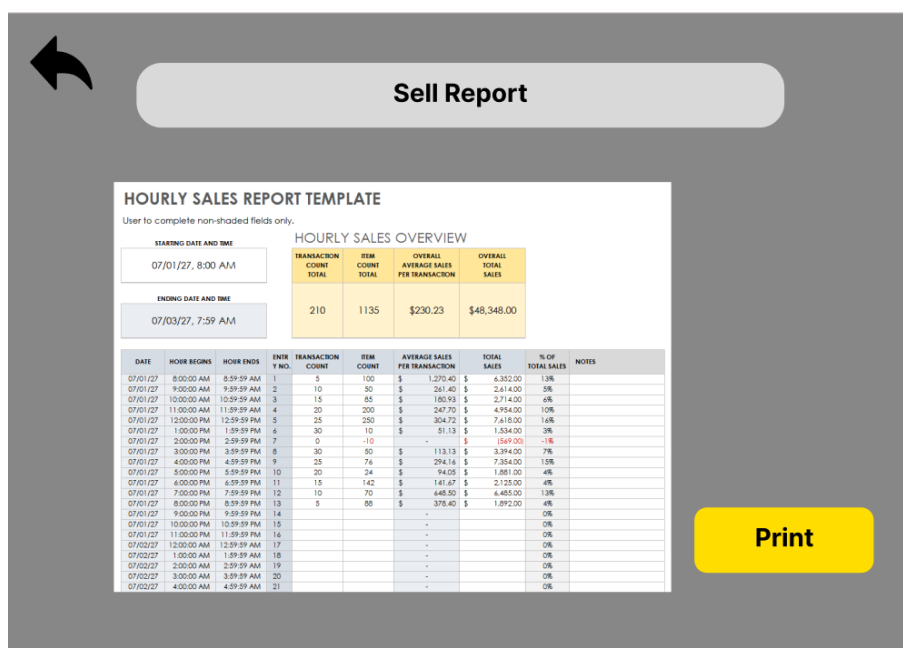 Sell Report
HOURLY SALES REPORT TEMPLATE
User to complete non-shaded fields only.
HOURLY SALES OVERVIEW
STARTING DATE AND TIME
07/01/27, 8:00 AM
ENDING DATE AND TIME
07/03/27, 7:59 AM
TRANSACTION COUNT TOTAL ITEM COUNT TOTAL OVERALL AVERAGE SALES PER TRANSACTION OVERALL TOTAL SALES
210 1135 $230.23 $48,348.00
DATE HOUR BEGINS HOUR ENDS ENTR Y NO. TRANSACTION COUNT ITEM COUNT AVERAGE SALES PER TRANSACTION TOTAL SALES % OF TOTAL SALES NOTES
07/01/27 8:00:00 AM 8:59:59 AM 1 5 100 $ 1,270.40 $ 6,352.00 13%
07/01/27 9:00:00 AM 9:59:59 AM 2 10 50 $ 261.40 $ 2,614.00 5%
07/01/27 10:00:00 AM 10:59:59 AM 3 15 85 $ 180.93 $ 2,714.00 6%
07/01/27 11:00:00 AM 11:59:59 AM 4 20 200 $ 247.70 $ 4,954.00 10%
07/01/27 12:00:00 PM 12:59:59 PM 5 25 250 $ 304.72 $ 7,618.00 16%
07/01/27 1:00:00 PM 1:59:59 PM 6 30 10 $ 51.13 $ 1,534.00 3%
07/01/27 2:00:00 PM 2:59:59 PM 7 0 -10 - $ (569.00) -1%
07/01/27 3:00:00 PM 3:59:59 PM 8 30 50 $ 113.13 $ 3,394.00 7%
07/01/27 4:00:00 PM 4:59:59 PM 9 25 76 $ 294.16 $ 7,354.00 15%
07/01/27 5:00:00 PM 5:59:59 PM 10 20 24 $ 94.05 $ 1,881.00 4%
07/01/27 6:00:00 PM 6:59:59 PM 11 15 142 $ 141.67 $ 2,125.00 4%
07/01/27 7:00:00 PM 7:59:59 PM 12 10 70 $ 648.50 $ 6,485.00 13%
07/01/27 8:00:00 PM 8:59:59 PM 13 5 88 $ 378.40 $ 1,892.00 4%
07/01/27 9:00:00 PM 9:59:59 PM 14 - 0%
07/01/27 10:00:00 PM 10:59:59 PM 15 - 0%
07/01/27 11:00:00 PM 11:59:59 PM 16 - 0%
07/02/27 12:00:00 AM 12:59:59 AM 17 - 0%
07/02/27 1:00:00 AM 1:59:59 AM 18 - 0%
07/02/27 2:00:00 AM 2:59:59 AM 19 - 0%
07/02/27 3:00:00 AM 3:59:59 AM 20 - 0%
07/02/27 4:00:00 AM 4:59:59 AM 21 - 0%
Print